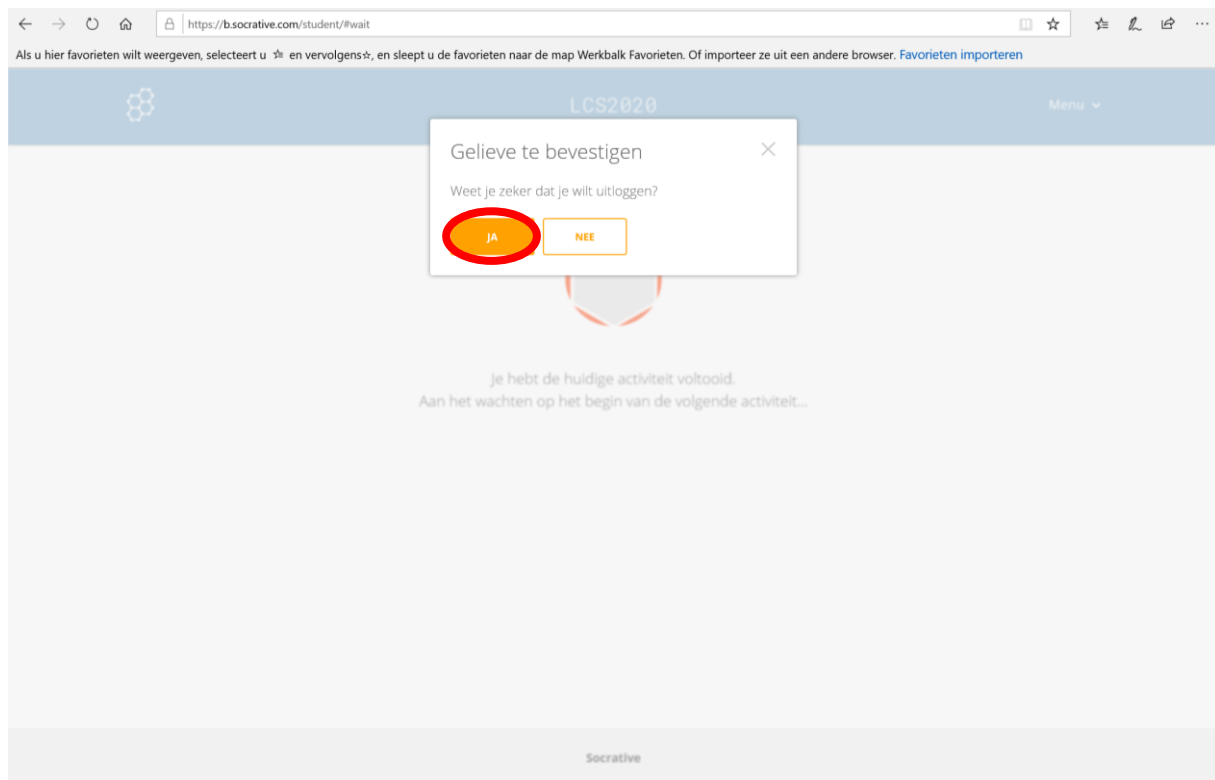 https://b.socrative.com/student/#wait
Als u hier favorieten wilt weergeven, selecteert u en vervolgens, en sleept u de favorieten naar de map Werkbalk Favorieten. Of importeer ze uit een andere browser. Favorieten importeren
LCS2020
Menu
Gelieve te bevestigen
Weet je zeker dat je wilt uitloggen?
JA
NEE
Je hebt de huidige activiteit voltooid.
Aan het wachten op het begin van de volgende activiteit...
Socrative